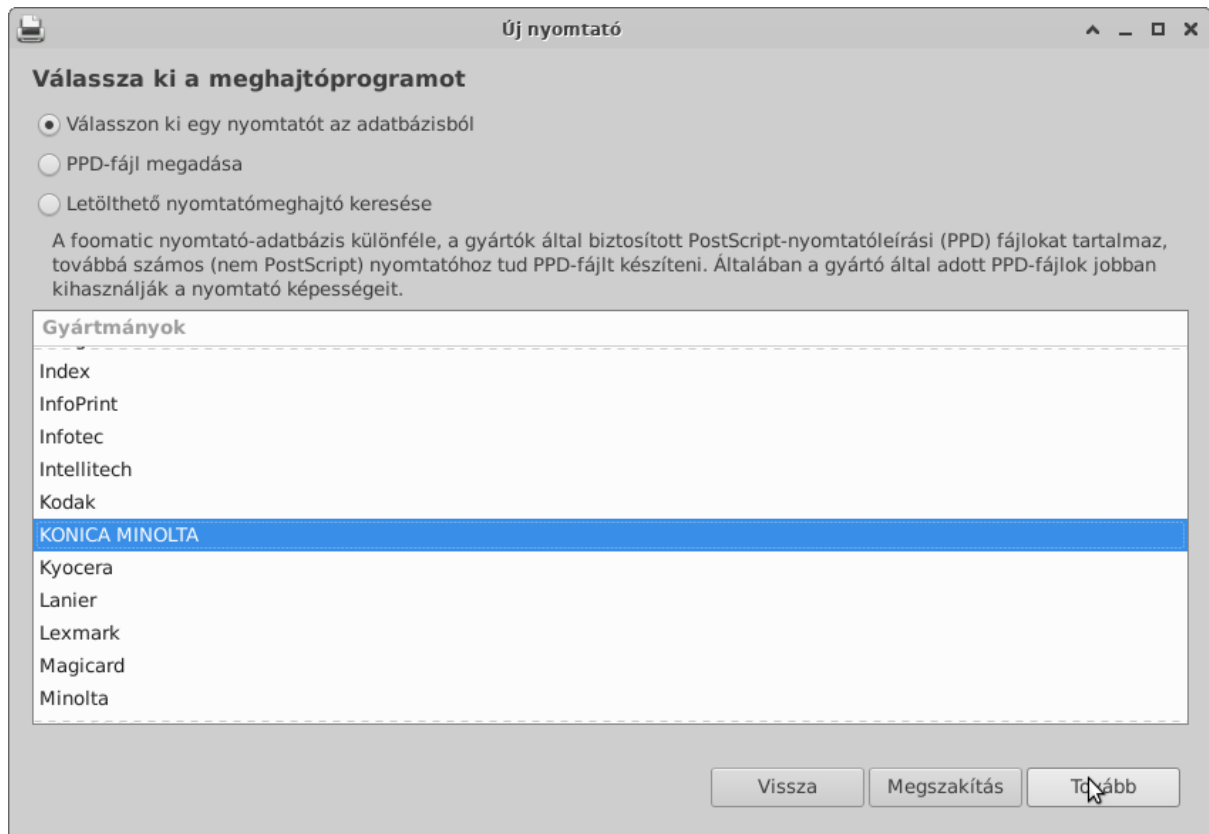 Új nyomtató
Válassza ki a meghajtóprogramot
Válasszon ki egy nyomtatót az adatbázisból
PPD-fájl megadása
Letölthető nyomtatómeghajtó keresése
A foomatic nyomtató-adatbázis különféle, a gyártók által biztosított PostScript-nyomtatóleírási (PPD) fájlokat tartalmaz,
továbbá számos (nem PostScript) nyomtatóhoz tud PPD-fájlt készíteni. Általában a gyártó által adott PPD-fájlok jobban
kihasználják a nyomtató képességeit.
Gyártmányok
Index
InfoPrint
Infotec
Intellitech
Kodak
KONICA MINOLTA
Kyocera
Lanier
Lexmark
Magicard
Minolta
Vissza Megszakítás Tovább